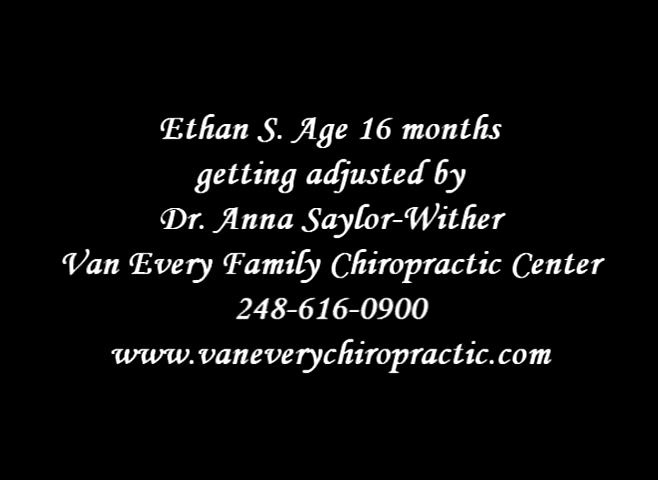 Ethan S. Age 16 months
getting adjusted by
Dr. Anna Saylor-Wither
Van Every Family Chiropractic Center
248-616-0900
www.vaneverychiropractic.com